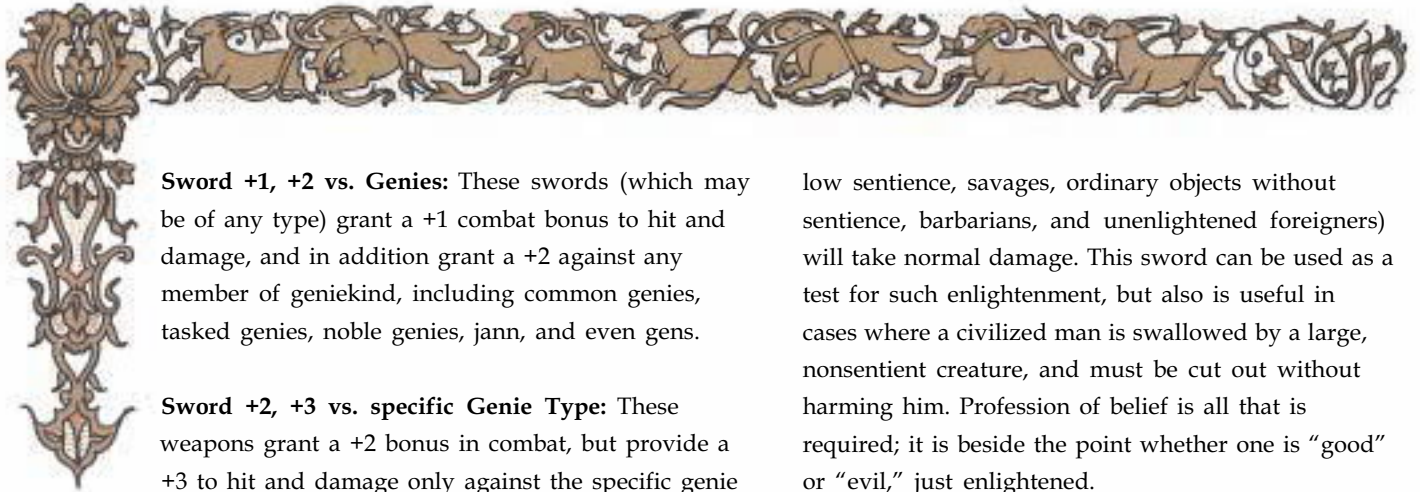 Sword +1, +2 vs. Genies: These swords (which may
be of any type) grant a +1 combat bonus to hit and
damage, and in addition grant a +2 against any
member of geniekind, including common genies,
tasked genies, noble genies, jann, and even gens.
Sword +2, +3 vs. specific Genie Type: These
weapons grant a +2 bonus in combat, but provide a
+3 to hit and damage only against the specific genie
low sentience, savages, ordinary objects without
sentience, barbarians, and unenlightened foreigners)
will take normal damage. This sword can be used as a
test for such enlightenment, but also is useful in
cases where a civilized man is swallowed by a large,
nonsentient creature, and must be cut out without
harming him. Profession of belief is all that is
required; it is beside the point whether one is “good”
or “evil,” just enlightened.